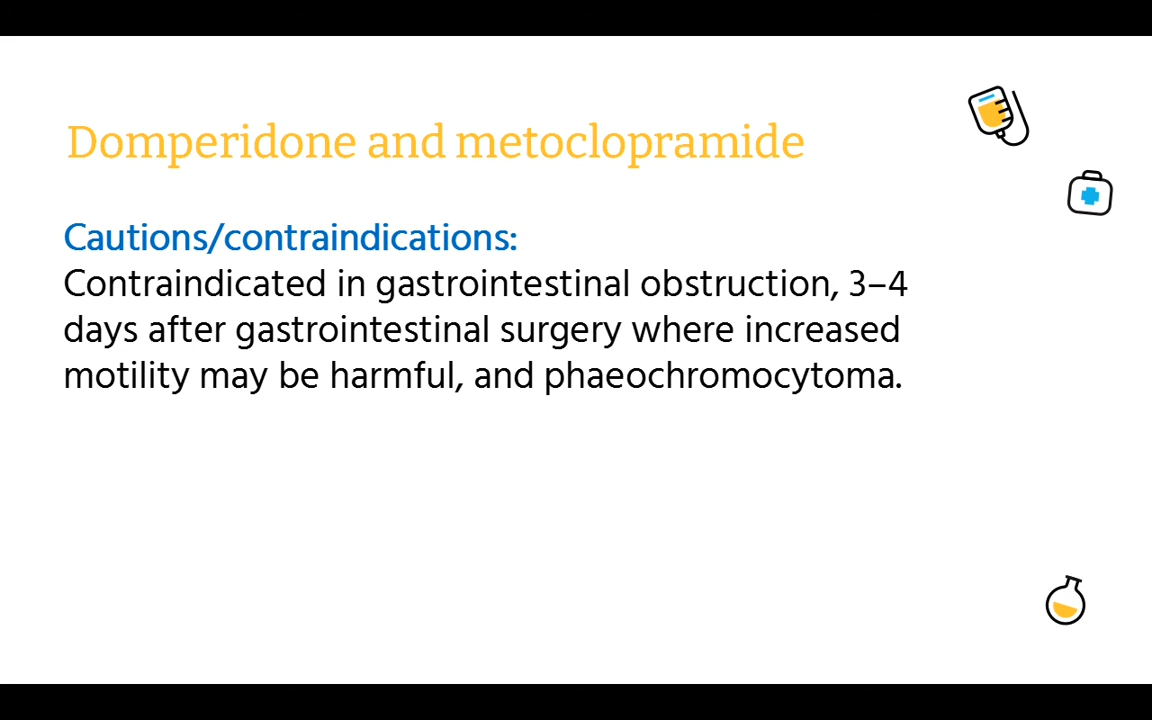 Domperidone and metoclopramide
Cautions/contraindications:
Contraindicated in gastrointestinal obstruction, 3–4
days after gastrointestinal surgery where increased
motility may be harmful, and phaeochromocytoma.